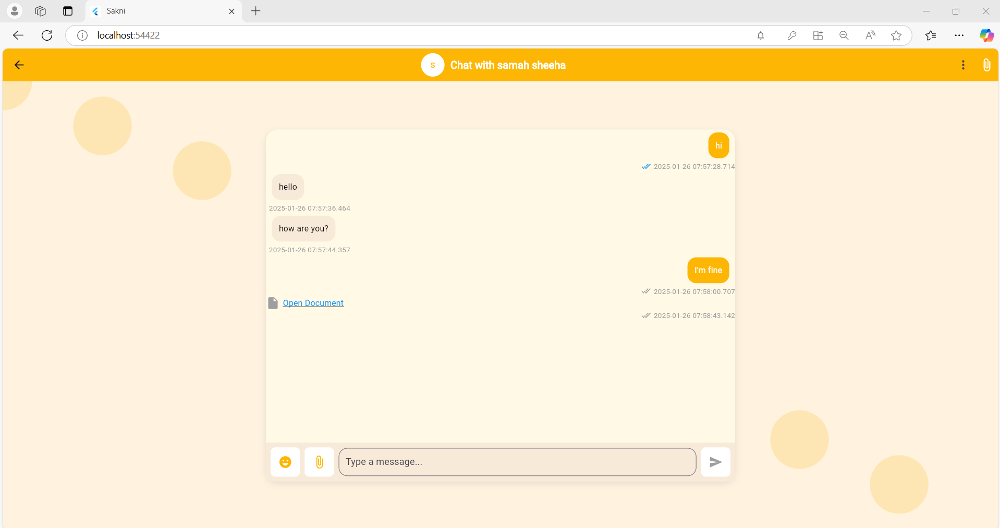 Sakni
localhost:54422
S Chat with samah sheeha
hi
2025-01-26 07:57:28.714
hello
2025-01-26 07:57:36.464
how are you?
2025-01-26 07:57:44.357
I'm fine
2025-01-26 07:58:00.707
Open Document
2025-01-26 07:58:43.142
Type a message...